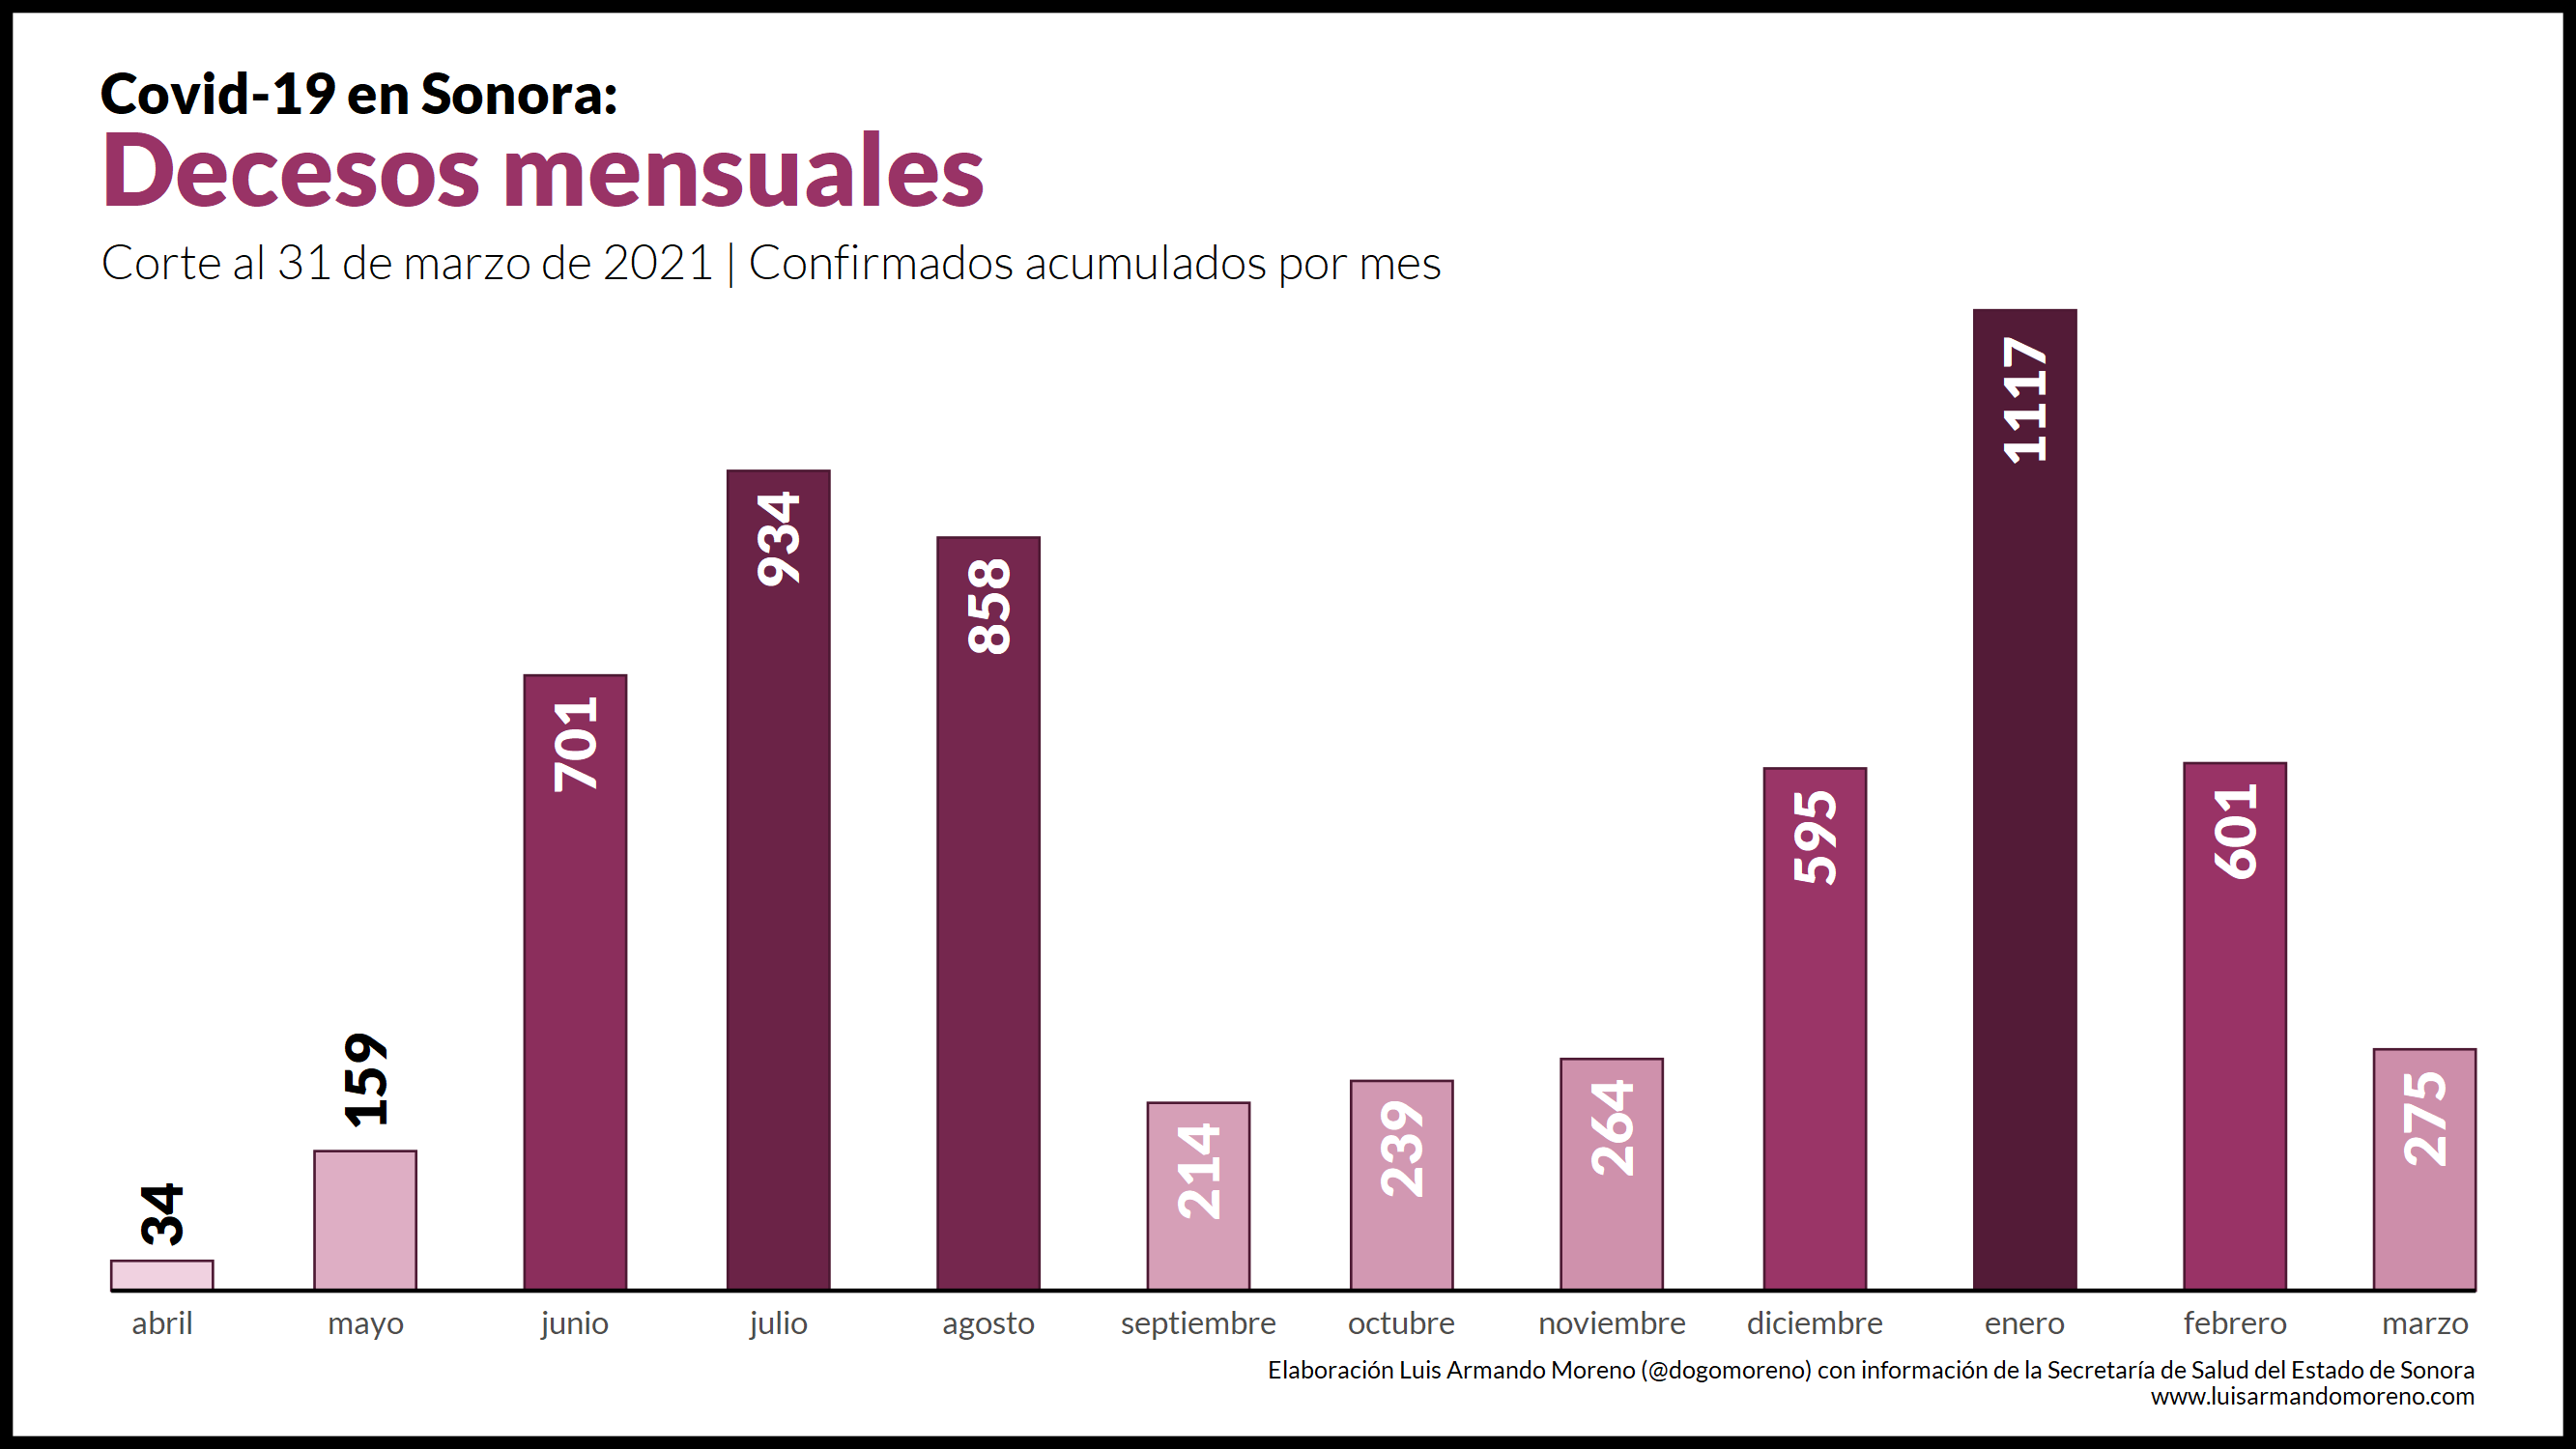 Covid-19 en Sonora:
Decesos mensuales
Corte al 31 de marzo de 2021 | Confirmados acumulados por mes
34
159
701
934
858
214
239
264
595
1117
601
275
abril
mayo
junio
julio
agosto
septiembre
octubre
noviembre
diciembre
enero
febrero
marzo
Elaboración Luis Armando Moreno (@dogomoreno) con información de la Secretaría de Salud del Estado de Sonora
www.luisarmandomoreno.com